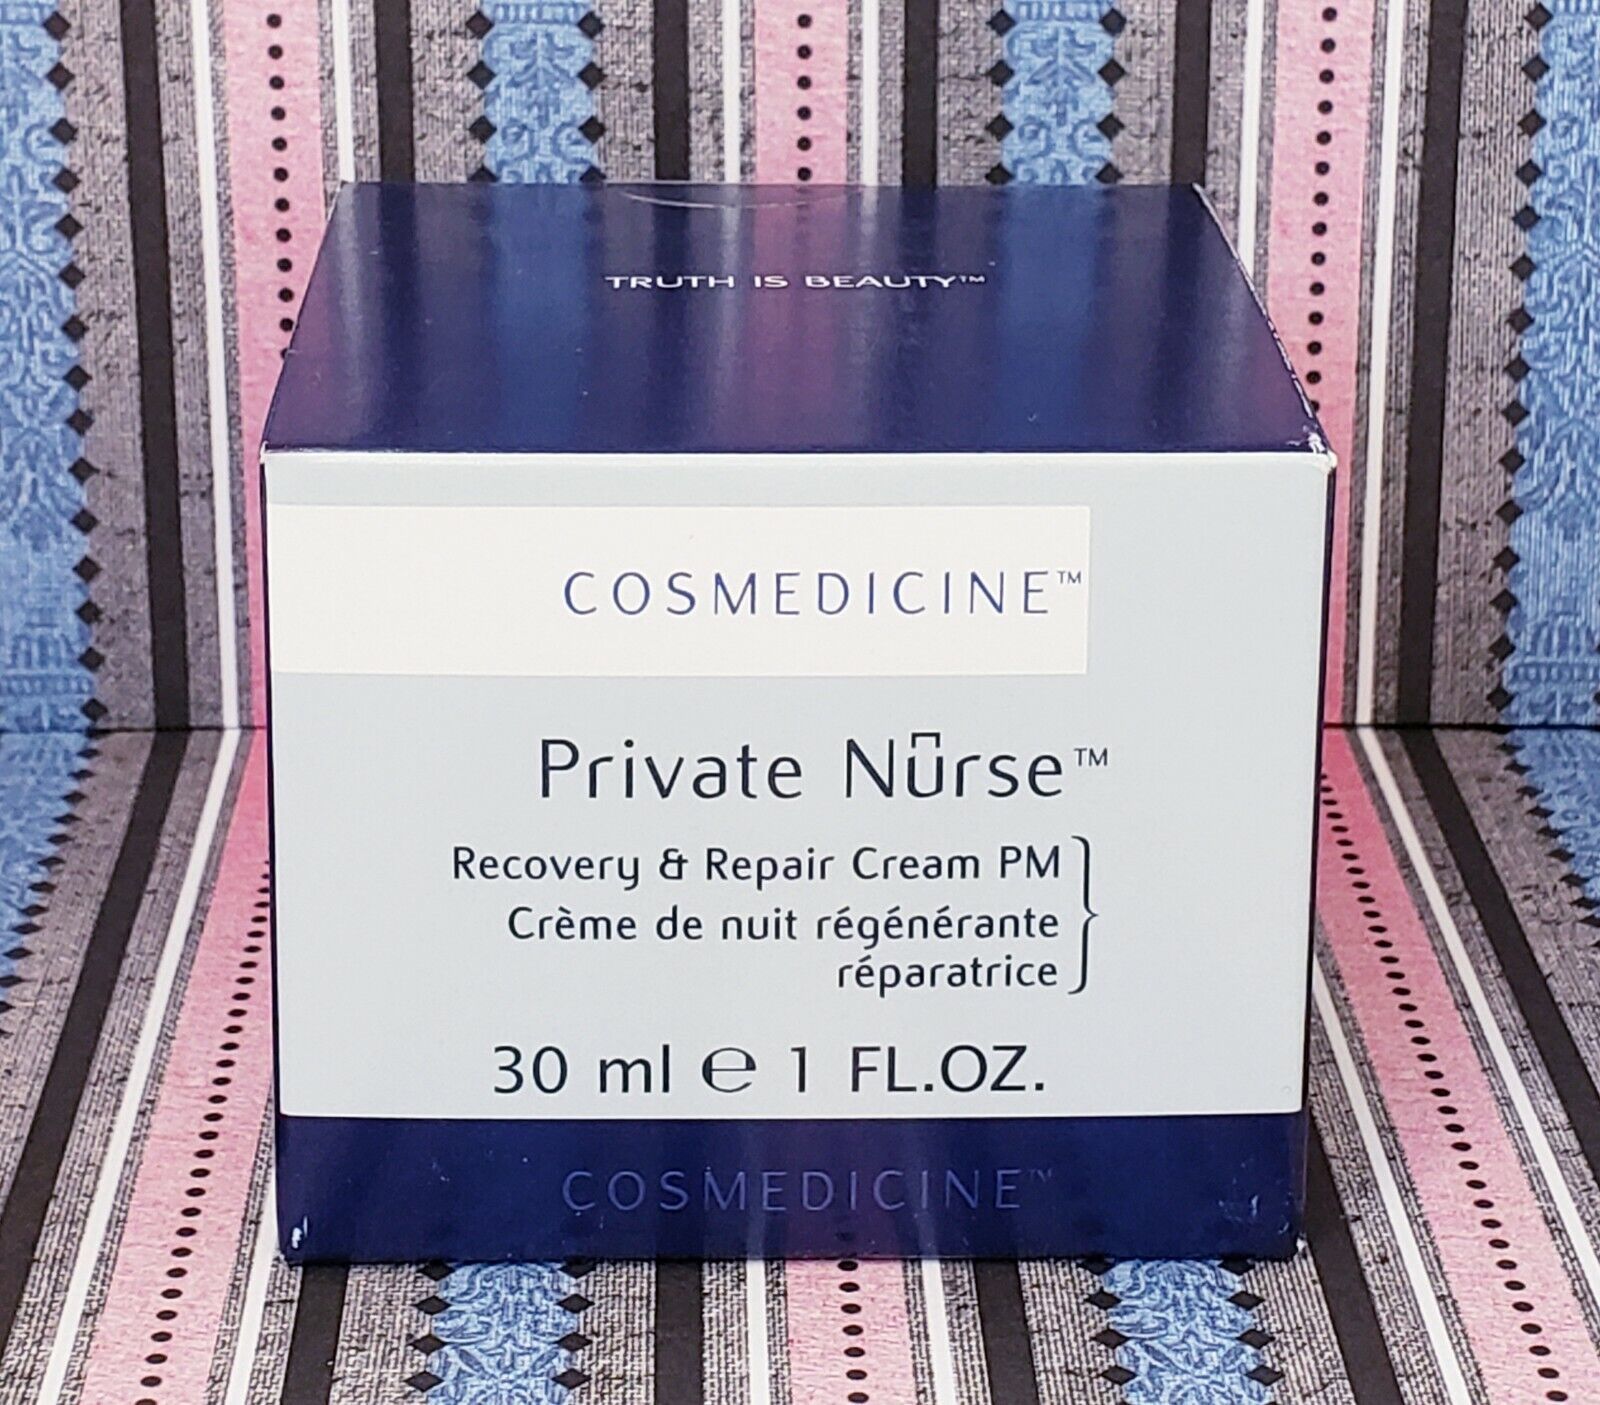 TRUTH IS BEAUTY™
COSMEDICINE™
Private Nurse™
Recovery & Repair Cream PM
Crème de nuit régénérante
réparatrice
30 ml ℮ 1 FL.OZ.
COSMEDICINE™